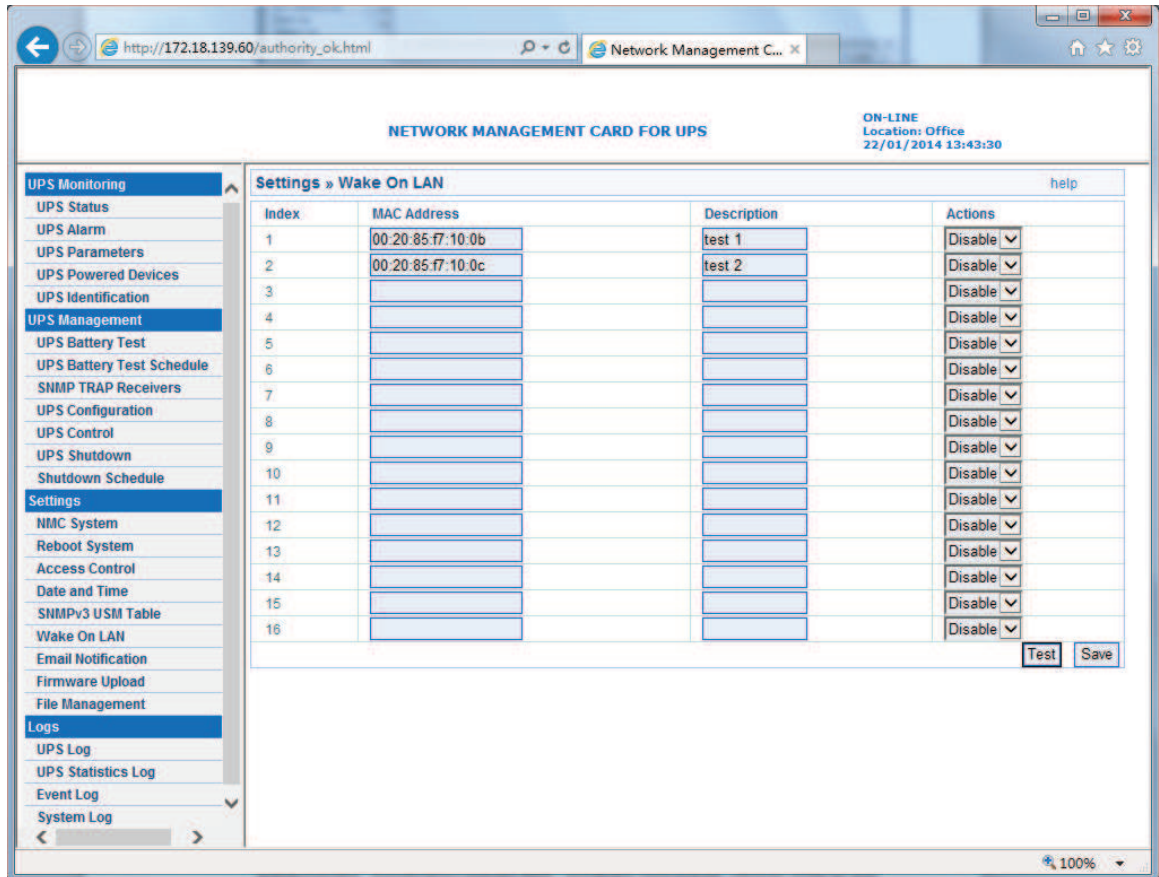 http://172.18.139.60/authority_ok.html
Network Management C...
NETWORK MANAGEMENT CARD FOR UPS
ON-LINE
Location: Office
22/01/2014 13:43:30
UPS Monitoring
UPS Status
UPS Alarm
UPS Parameters
UPS Powered Devices
UPS Identification
UPS Management
UPS Battery Test
UPS Battery Test Schedule
SNMP TRAP Receivers
UPS Configuration
UPS Control
UPS Shutdown
Shutdown Schedule
Settings
NMC System
Reboot System
Access Control
Date and Time
SNMPv3 USM Table
Wake On LAN
Email Notification
Firmware Upload
File Management
Logs
UPS Log
UPS Statistics Log
Event Log
System Log
Settings » Wake On LAN help
Index MAC Address Description Actions
1 00:20:85:f7:10:0b test 1 Disable
2 00:20:85:f7:10:0c test 2 Disable
3 Disable
4 Disable
5 Disable
6 Disable
7 Disable
8 Disable
9 Disable
10 Disable
11 Disable
12 Disable
13 Disable
14 Disable
15 Disable
16 Disable
Test Save
100%